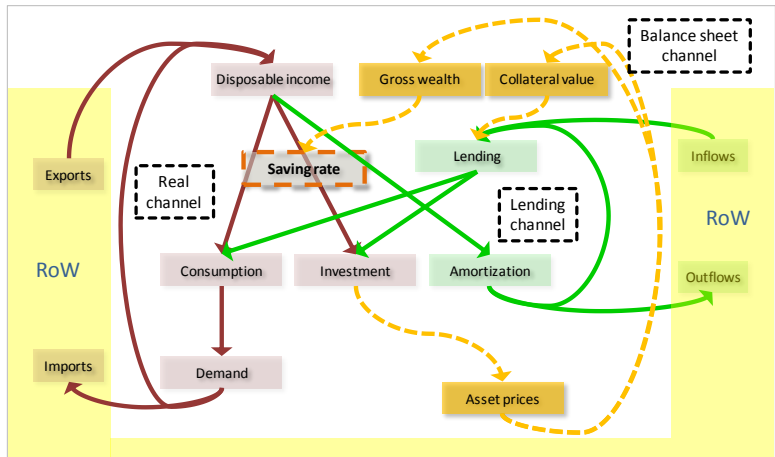 Balance sheet
channel
Disposable income
Gross wealth
Collateral value
Exports
Real
channel
Saving rate
Lending
Inflows
Lending
channel
RoW
RoW
Consumption
Investment
Amortization
Outflows
Imports
Demand
Asset prices